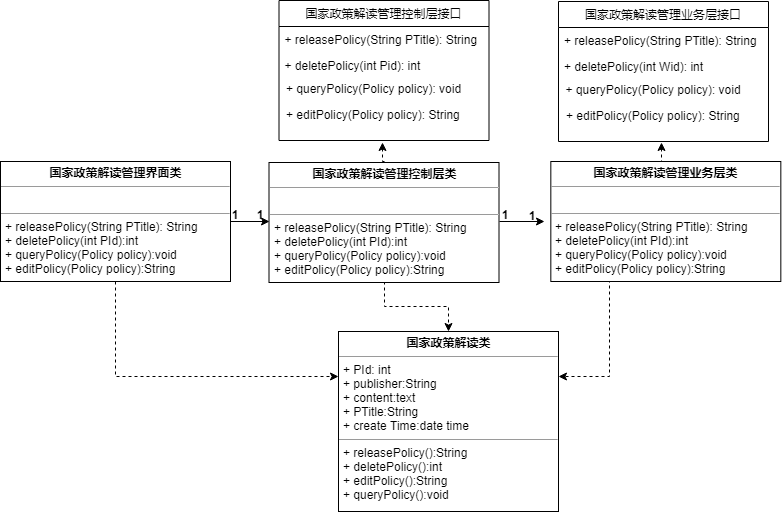 国家政策解读管理控制层接口
+ releasePolicy(String PTitle): String
+ deletePolicy(int Pid): int
+ queryPolicy(Policy policy): void
+ editPolicy(Policy policy): String
国家政策解读管理业务层接口
+ releasePolicy(String PTitle): String
+ deletePolicy(int Wid): int
+ queryPolicy(Policy policy): void
+ editPolicy(Policy policy): String
国家政策解读管理界面类
+ releasePolicy(String PTitle): String
+ deletePolicy(int PId):int
+ queryPolicy(Policy policy):void
+ editPolicy(Policy policy):String
1
1
国家政策解读管理控制层类
+ releasePolicy(String PTitle): String
+ deletePolicy(int PId):int
+ queryPolicy(Policy policy):void
+ editPolicy(Policy policy):String
1
1
国家政策解读管理业务层类
+ releasePolicy(String PTitle): String
+ deletePolicy(int PId):int
+ queryPolicy(Policy policy):void
+ editPolicy(Policy policy):String
国家政策解读类
+ PId: int
+ publisher:String
+ content:text
+ PTitle:String
+ create Time:date time
+ releasePolicy():String
+ deletePolicy():int
+ editPolicy():String
+ queryPolicy():void